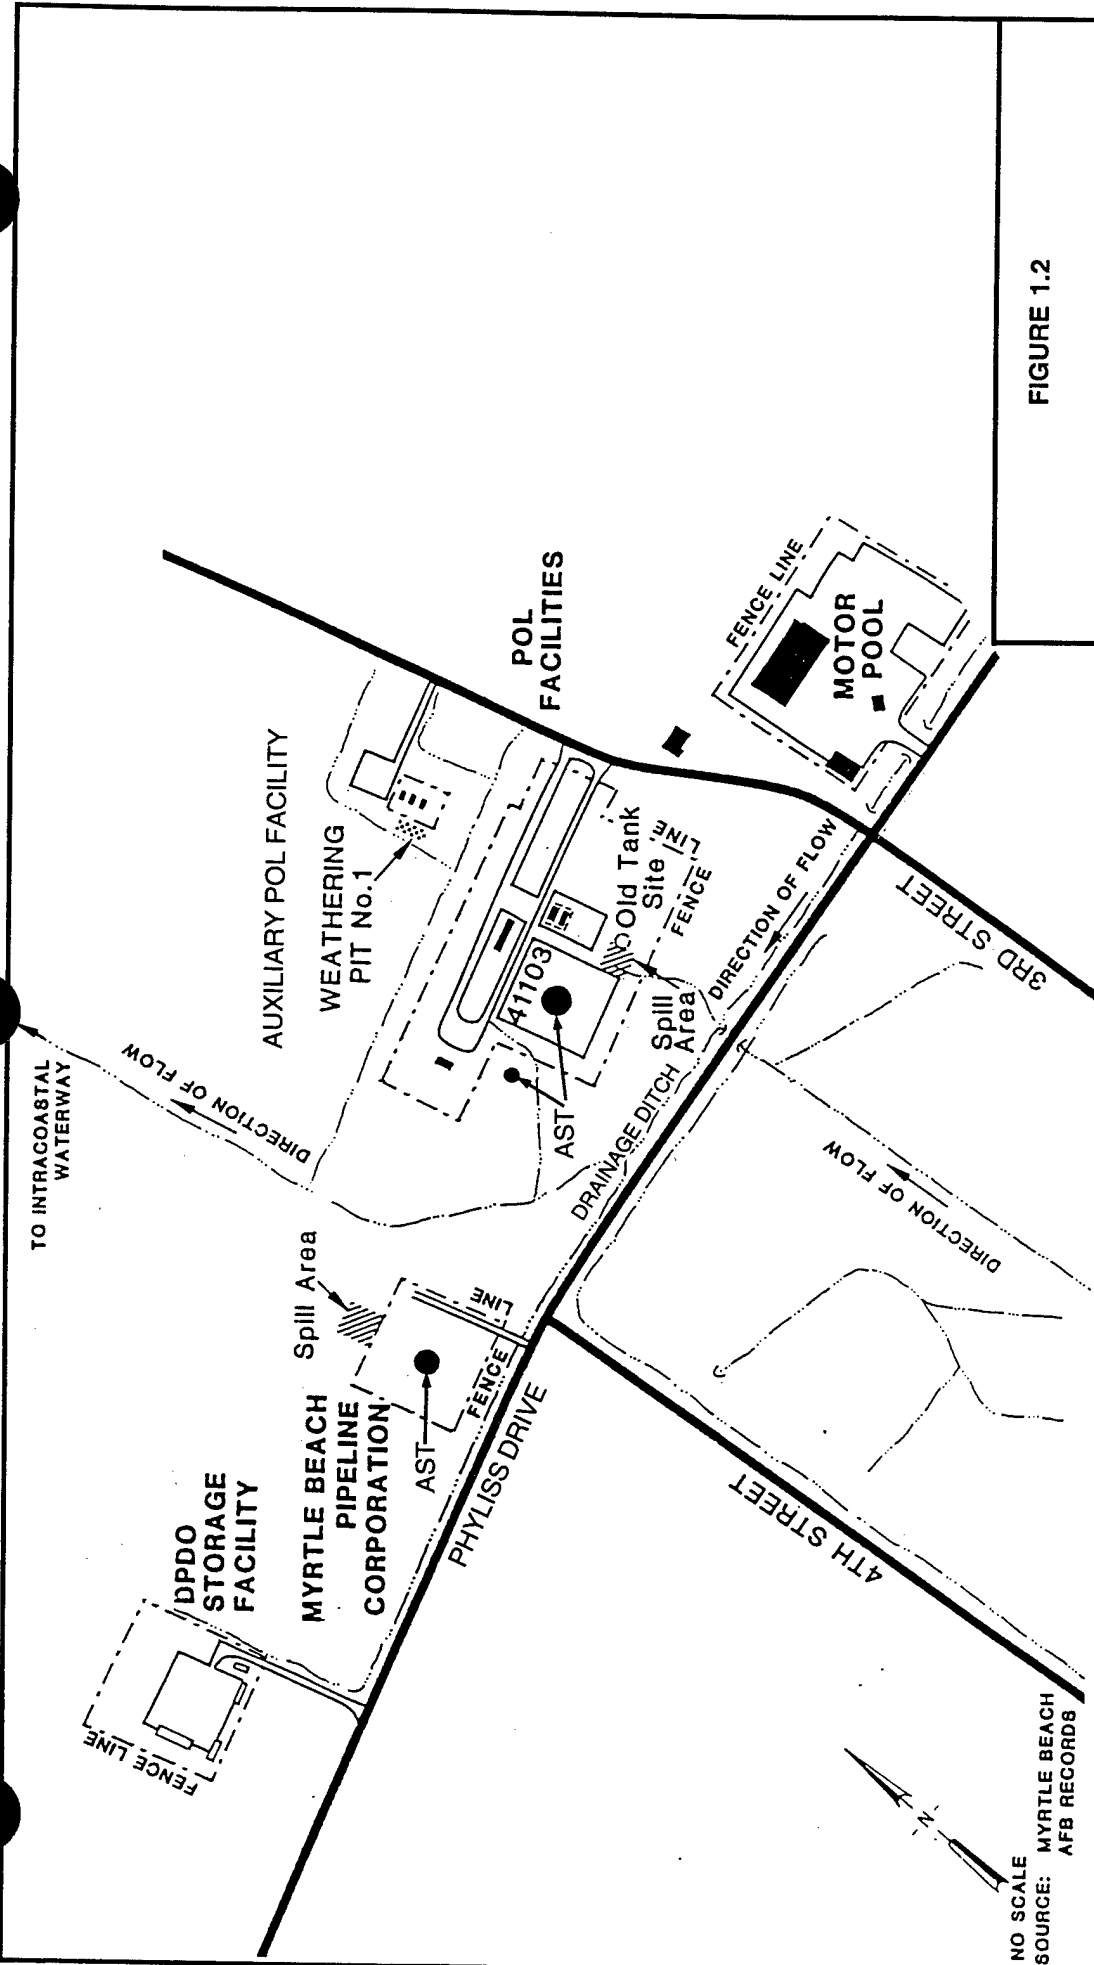 TO INTRACOASTAL
WATERWAY
DIRECTION OF FLOW
DIRECTION OF FLOW
AUXILIARY POL FACILITY
WEATHERING
PIT No.1
POL
FACILITIES
DPDO
STORAGE
FACILITY
FENCE LINE
MYRTLE BEACH
PIPELINE
CORPORATION
Spill Area
AST
FENCE
LINE
PHYLISS DRIVE
41103
AST
Old Tank
Site
Spill
Area
FENCE
LINE
DRAINAGE DITCH
DIRECTION OF FLOW
FENCE LINE
MOTOR
POOL
3RD STREET
4TH STREET
DIRECTION OF FLOW
N
NO SCALE
SOURCE: MYRTLE BEACH
AFB RECORDS
FIGURE 1.2